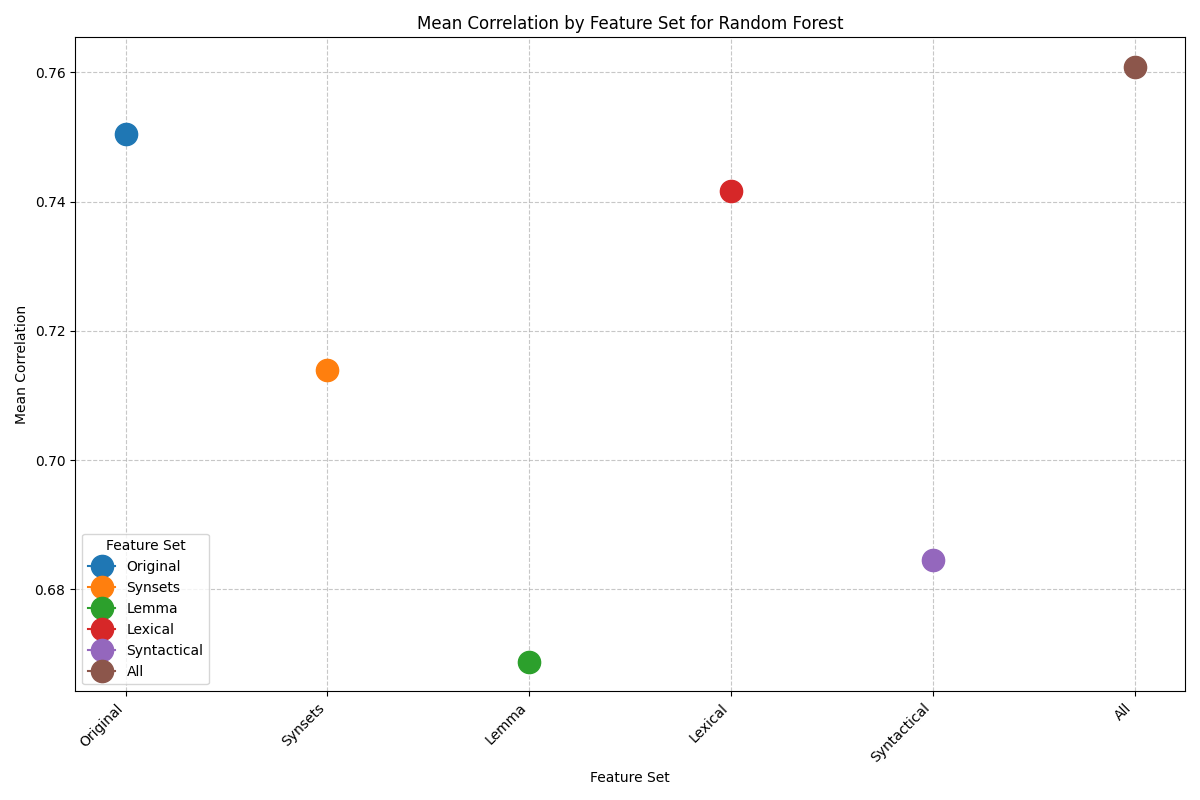 Mean Correlation by Feature Set for Random Forest
0.76
0.74
0.72
0.70
0.68
Mean Correlation
Feature Set
Original
Synsets
Lemma
Lexical
Syntactical
All
Original
Synsets
Lemma
Lexical
Syntactical
All
Feature Set